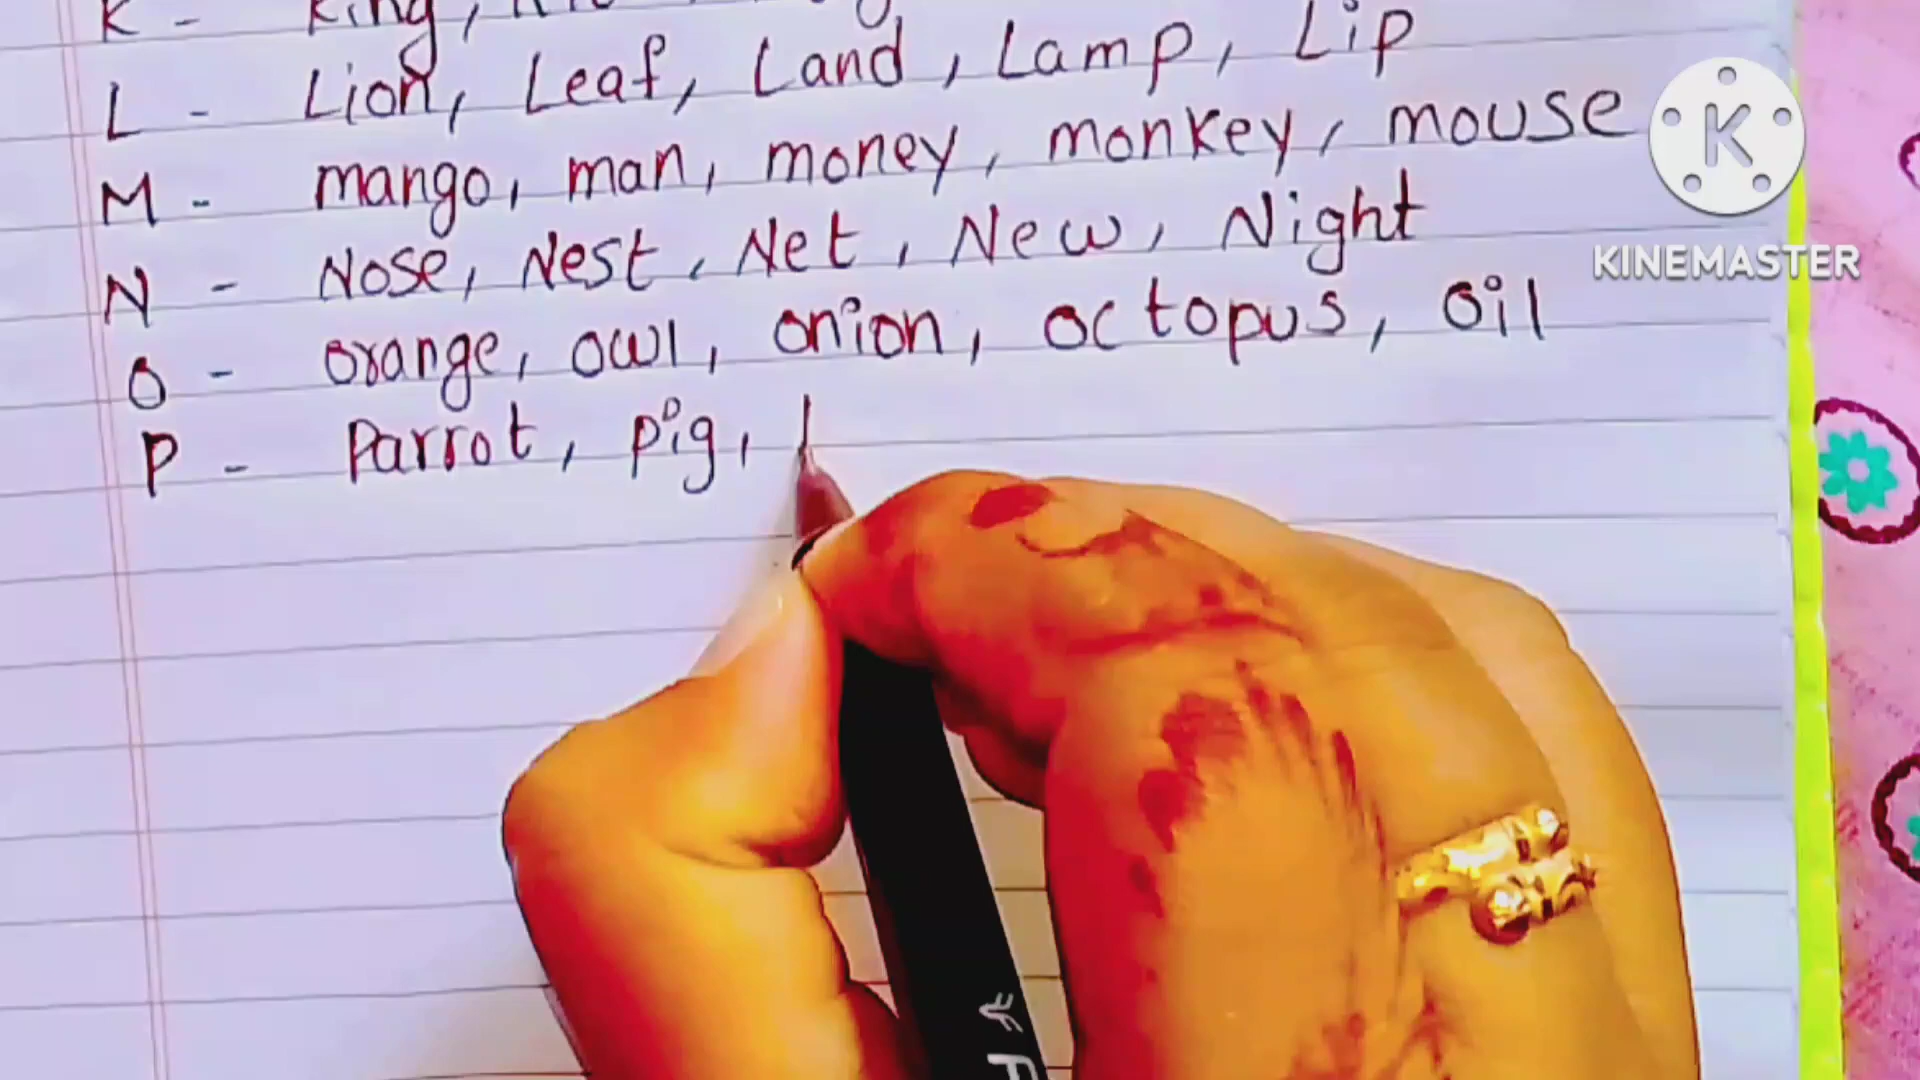 K - King,
L - Lion, Leaf, Land, Lamp, Lip
M - mango, man, money, monkey, mouse
N - Nose, Nest, Net, New, Night
O - orange, owl, onion, octopus, oil
P - Parrot, pig,
K
KINEMASTER